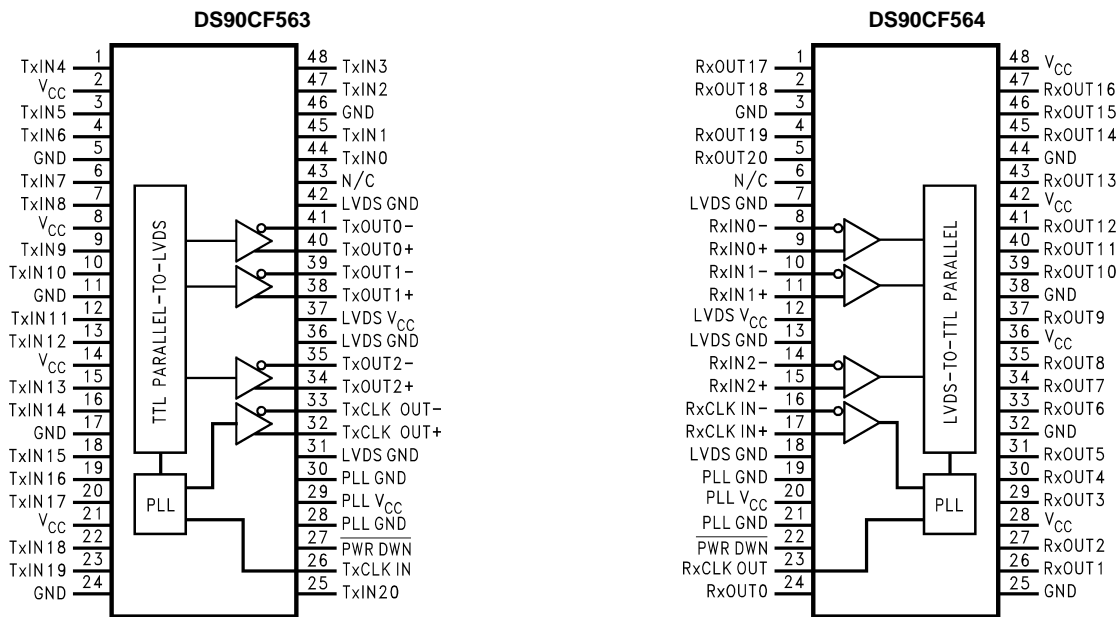 DS90CF563
TxIN4 1
VCC 2
TxIN5 3
TxIN6 4
GND 5
TxIN7 6
TxIN8 7
VCC 8
TxIN9 9
TxIN10 10
GND 11
TxIN11 12
TxIN12 13
VCC 14
TxIN13 15
TxIN14 16
GND 17
TxIN15 18
TxIN16 19
TxIN17 20
VCC 21
TxIN18 22
TxIN19 23
GND 24
TTL PARALLEL-TO-LVDS
PLL
48 TxIN3
47 TxIN2
46 GND
45 TxIN1
44 TxIN0
43 N/C
42 LVDS GND
41 TxOUT0-
40 TxOUT0+
39 TxOUT1-
38 TxOUT1+
37 LVDS VCC
36 LVDS GND
35 TxOUT2-
34 TxOUT2+
33 TxCLK OUT-
32 TxCLK OUT+
31 LVDS GND
30 PLL GND
29 PLL VCC
28 PLL GND
27 PWR DWN
26 TxCLK IN
25 TxIN20
DS90CF564
RxOUT17 1
RxOUT18 2
GND 3
RxOUT19 4
RxOUT20 5
N/C 6
LVDS GND 7
RxIN0- 8
RxIN0+ 9
RxIN1- 10
RxIN1+ 11
LVDS VCC 12
LVDS GND 13
RxIN2- 14
RxIN2+ 15
RxCLK IN- 16
RxCLK IN+ 17
LVDS GND 18
PLL GND 19
PLL VCC 20
PLL GND 21
PWR DWN 22
RxCLK OUT 23
RxOUT0 24
LVDS-TO-TTL PARALLEL
PLL
48 VCC
47 RxOUT16
46 RxOUT15
45 RxOUT14
44 GND
43 RxOUT13
42 VCC
41 RxOUT12
40 RxOUT11
39 RxOUT10
38 GND
37 RxOUT9
36 VCC
35 RxOUT8
34 RxOUT7
33 RxOUT6
32 GND
31 RxOUT5
30 RxOUT4
29 RxOUT3
28 VCC
27 RxOUT2
26 RxOUT1
25 GND